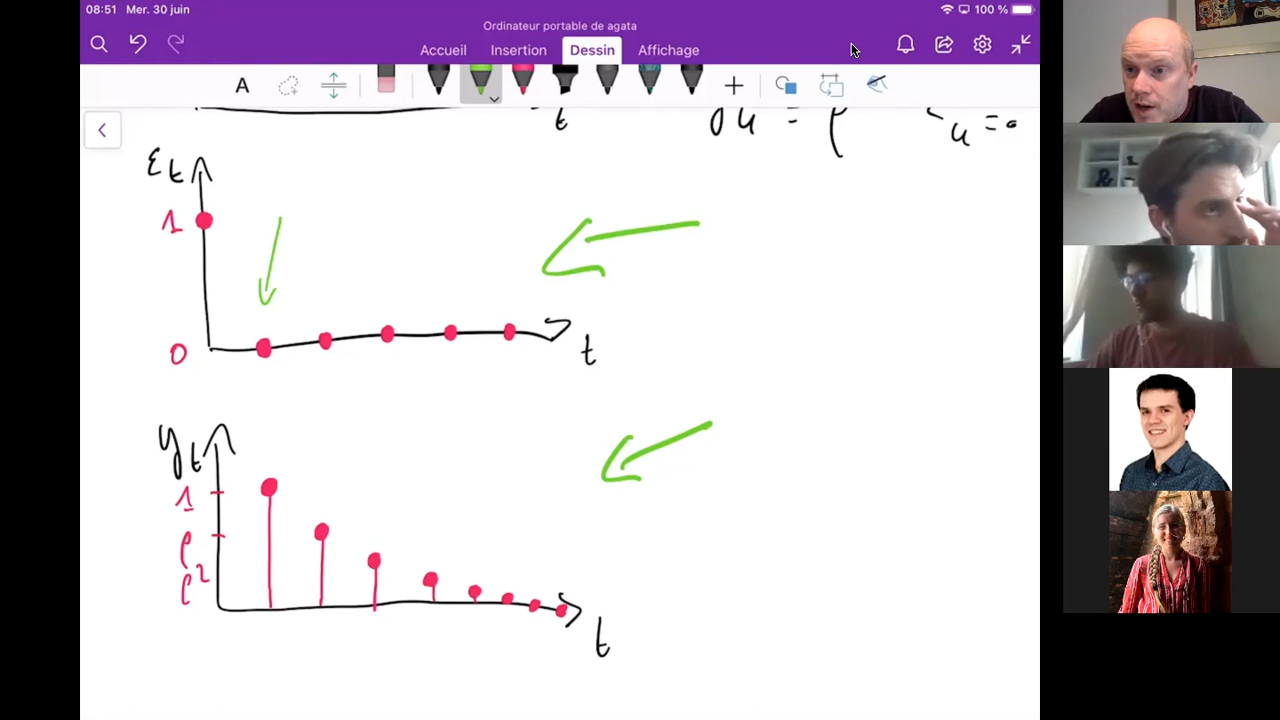 08:51 Mer. 30 juin
100 %
Ordinateur portable de agata
Accueil Insertion Dessin Affichage
A
t
εt
1
0
t
yt
1
ρ
ρ²
t